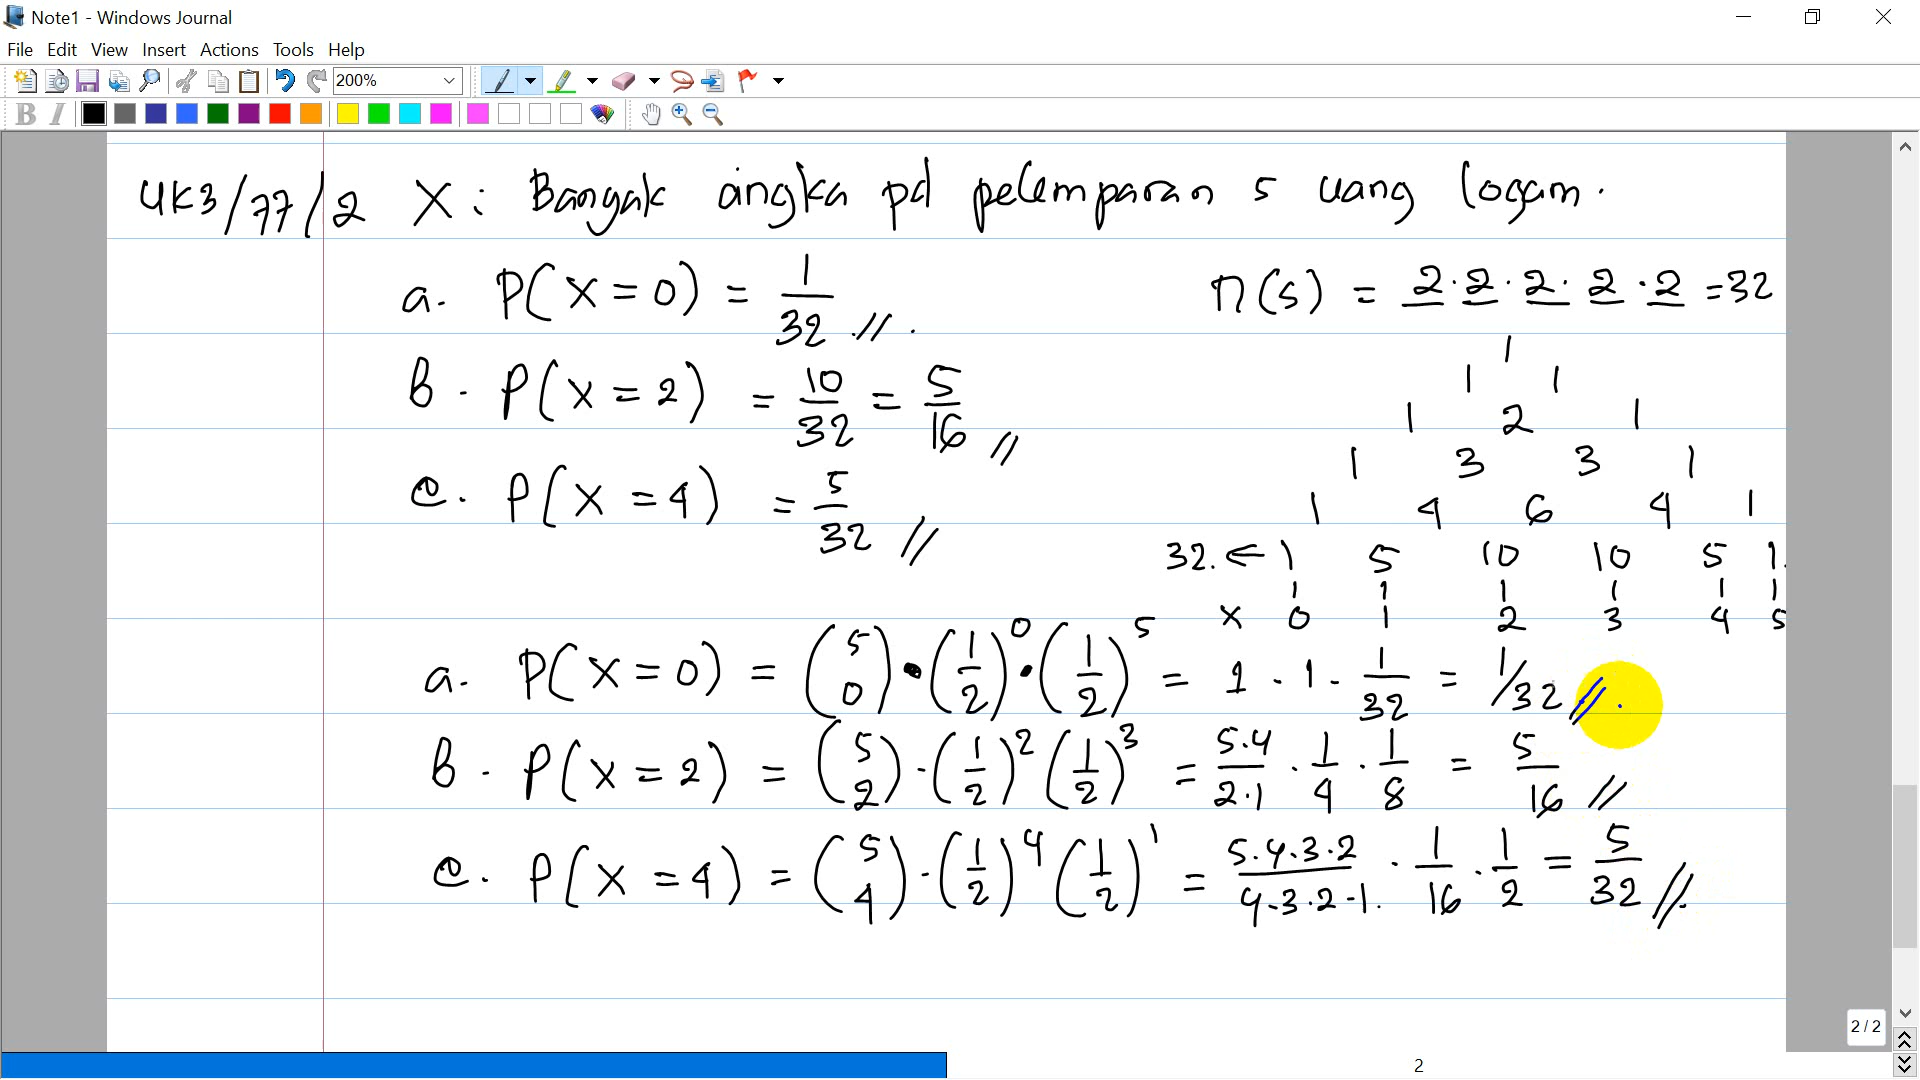 Note1 - Windows Journal
File Edit View Insert Actions Tools Help
200%
B I
UK3/77/2 X : Banyak angka pd pelemparan 5 uang logam.
a. P(X=0) = 1/32 //.
n(s) = 2.2.2.2.2 = 32
b. P(X=2) = 10/32 = 5/16 //
c. P(X=4) = 5/32 //
1
1 1
1 2 1
1 3 3 1
1 4 6 4 1
32. ← 1 5 10 10 5 1.
X 0 1 2 3 4 5
a. P(X=0) = (5 0)·(1/2)^0·(1/2)^5 = 1·1·1/32 = 1/32 //.
b. P(X=2) = (5 2)·(1/2)^2 (1/2)^3 = 5.4/2.1 · 1/4 · 1/8 = 5/16 //
c. P(X=4) = (5 4)·(1/2)^4 (1/2)^1 = 5.4.3.2/4.3.2.1. · 1/16 · 1/2 = 5/32 //.
2/2
2